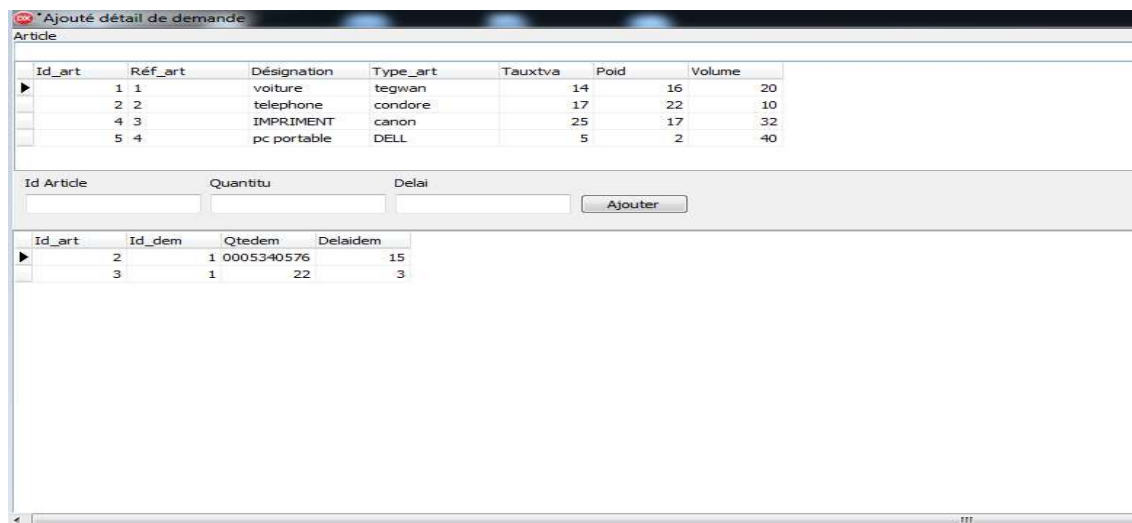 *Ajouté détail de demande
Article
Id_art Réf_art Désignation Type_art Tauxtva Poid Volume
1 1 voiture tegwan 14 16 20
2 2 telephone condore 17 22 10
4 3 IMPRIMENT canon 25 17 32
5 4 pc portable DELL 5 2 40
Id Article Quantitu Delai
Ajouter
Id_art Id_dem Qtedem Delaidem
2 1 0005340576 15
3 1 22 3